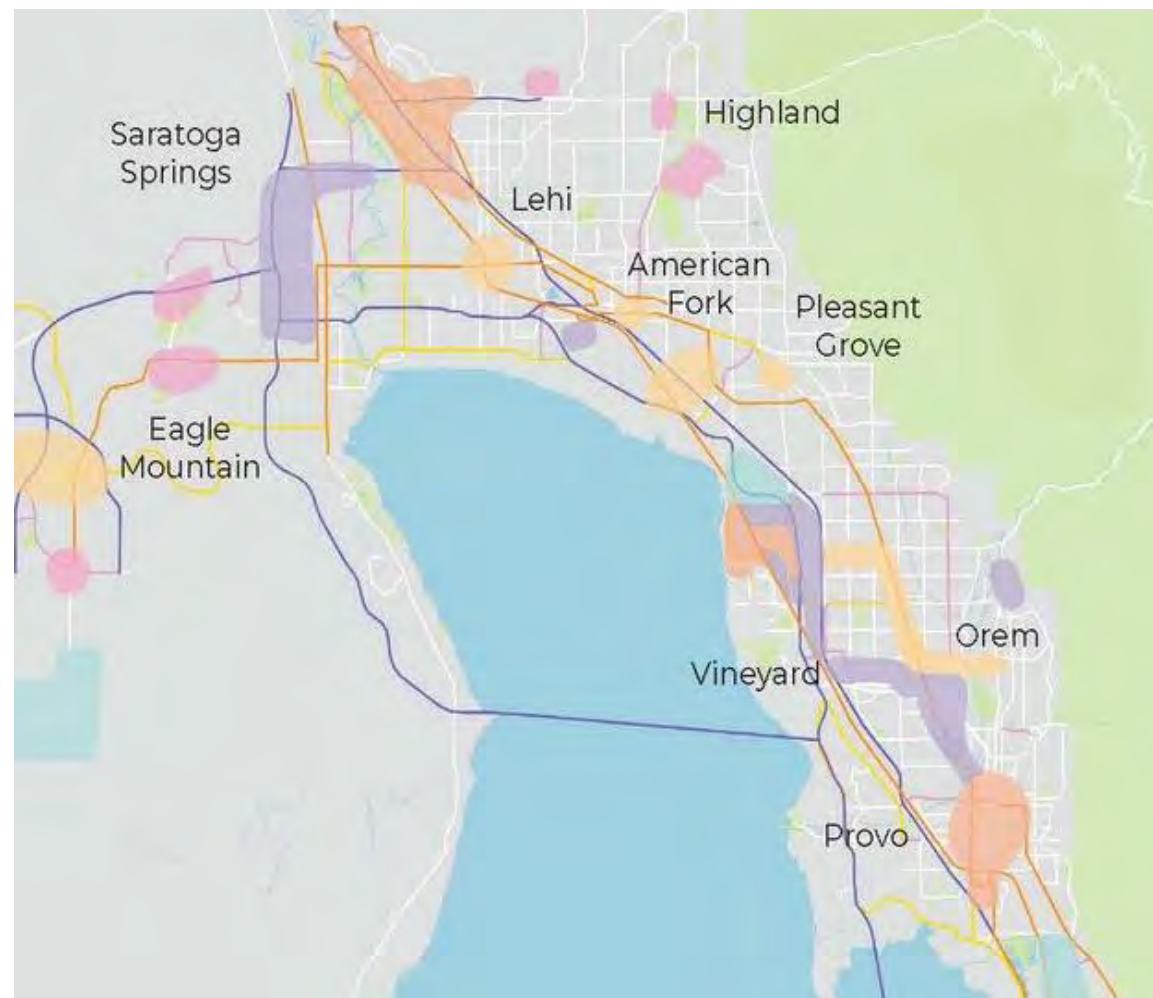 Highland
Saratoga
Springs
Lehi
American
Fork
Pleasant
Grove
Eagle
Mountain
Orem
Vineyard
Provo